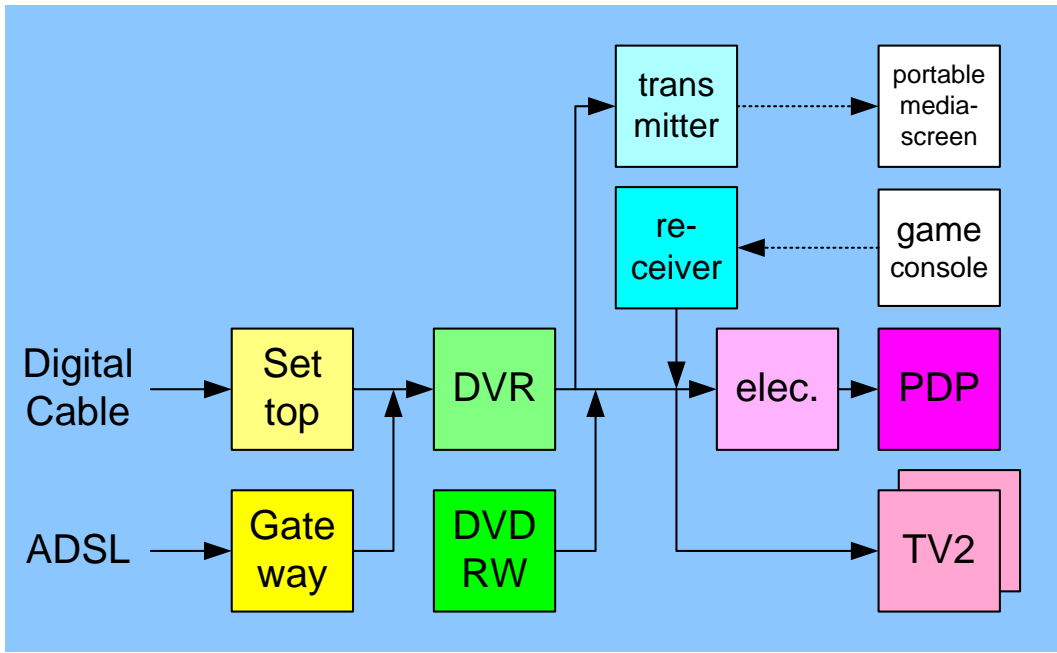 trans
mitter
portable
media-
screen
re-
ceiver
game
console
Digital
Cable
Set
top
DVR
elec.
PDP
ADSL
Gate
way
DVD
RW
TV2